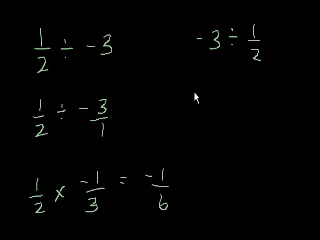 1/2 ÷ -3
-3 ÷ 1/2
1/2 ÷ -3/1
1/2 × -1/3 = -1/6